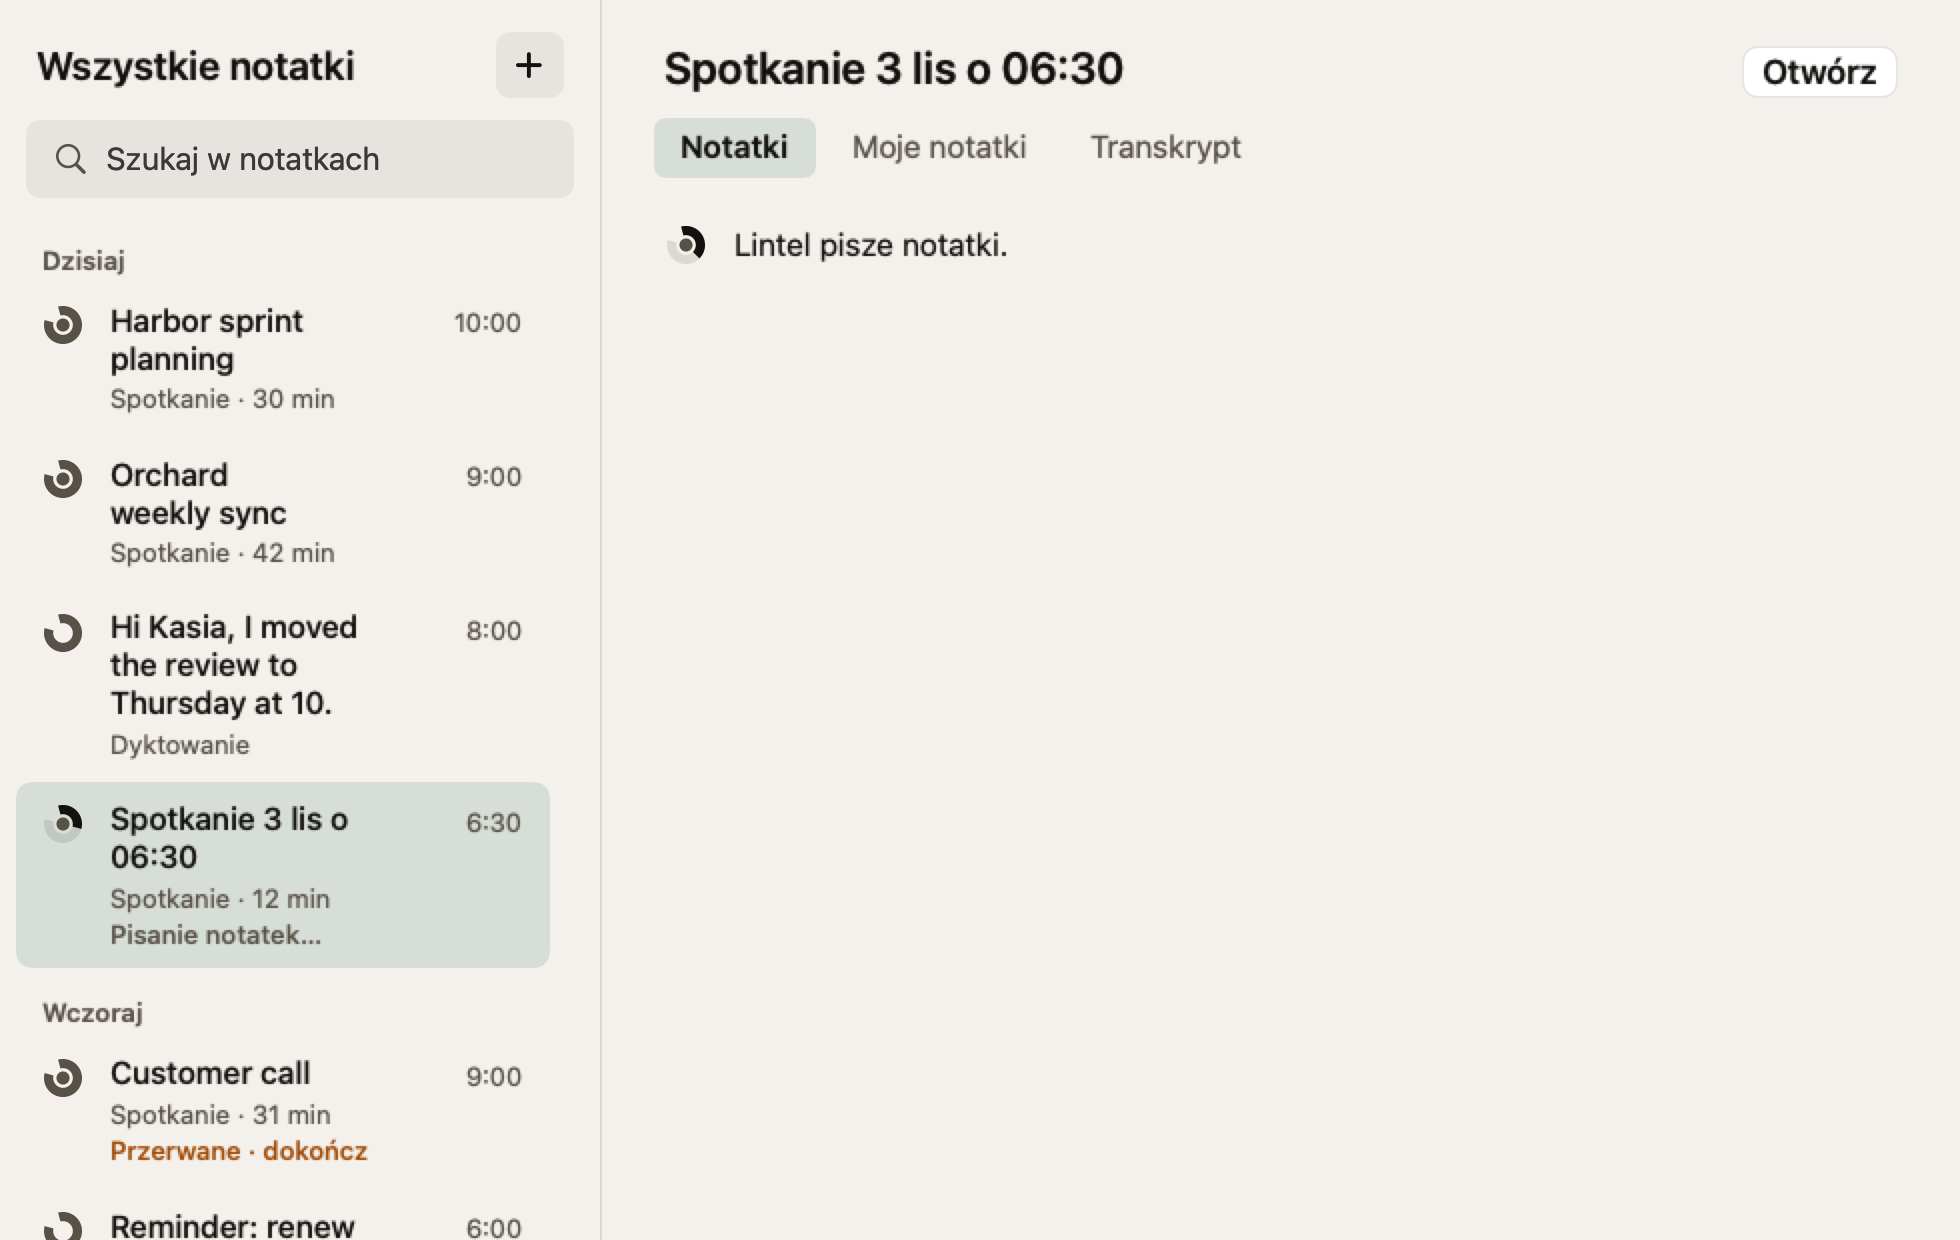 Wszystkie notatki
Szukaj w notatkach
Dzisiaj
Harbor sprint
planning
10:00
Spotkanie · 30 min
Orchard
weekly sync
9:00
Spotkanie · 42 min
Hi Kasia, I moved
the review to
Thursday at 10.
8:00
Dyktowanie
Spotkanie 3 lis o
06:30
6:30
Spotkanie · 12 min
Pisanie notatek...
Wczoraj
Customer call
9:00
Spotkanie · 31 min
Przerwane · dokończ
Reminder: renew
6:00
Spotkanie 3 lis o 06:30
Otwórz
Notatki
Moje notatki
Transkrypt
Lintel pisze notatki.